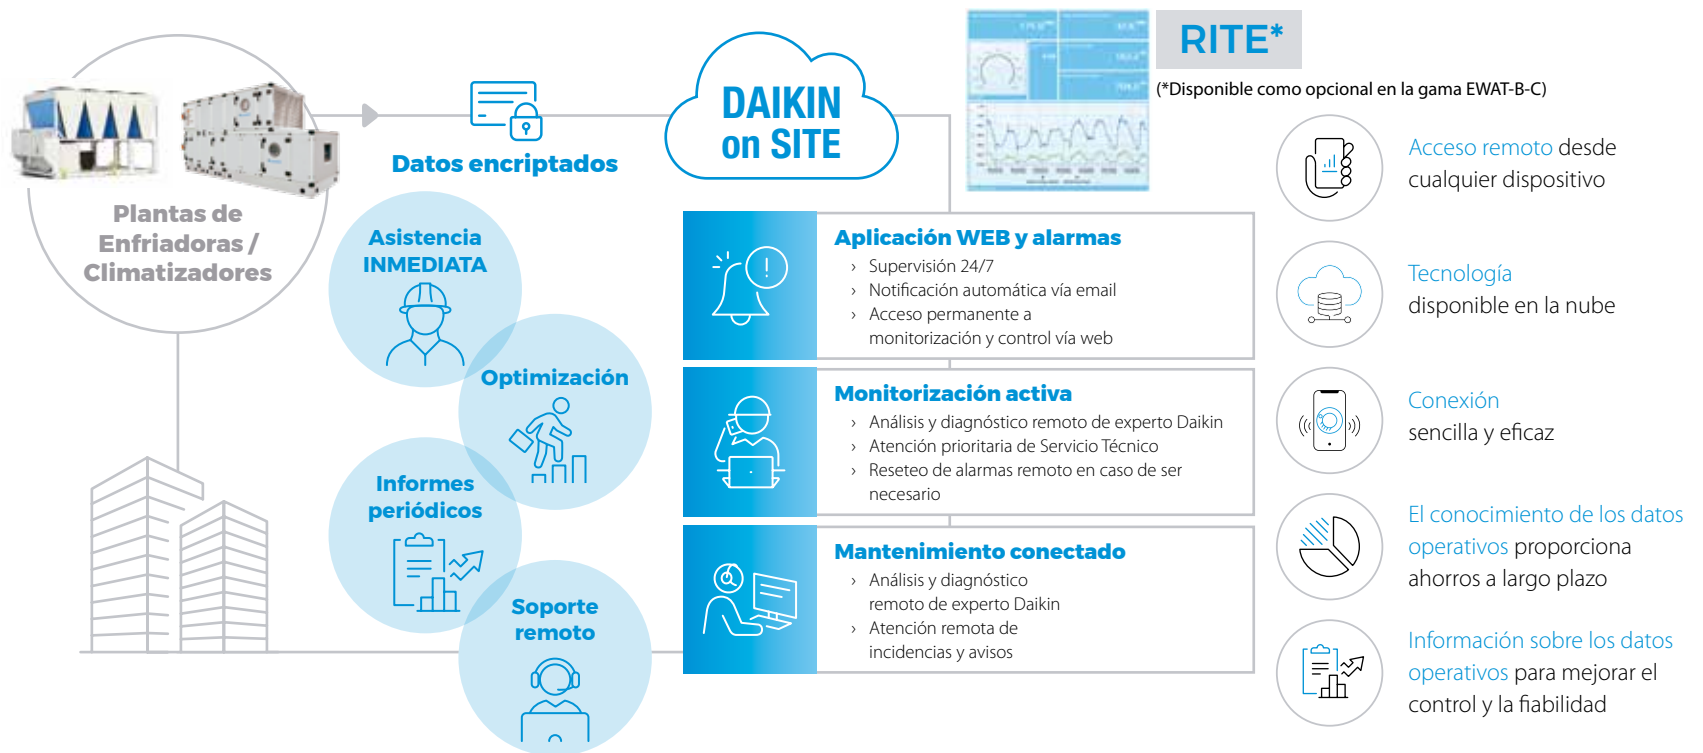 Plantas de
Enfriadoras /
Climatizadores
Datos encriptados
DAIKIN
on SITE
RITE*
(*Disponible como opcional en la gama EWAT-B-C)
Asistencia
INMEDIATA
Optimización
Informes
periódicos
Soporte
remoto
Aplicación WEB y alarmas
› Supervisión 24/7
› Notificación automática vía email
› Acceso permanente a
monitorización y control vía web
Monitorización activa
› Análisis y diagnóstico remoto de experto Daikin
› Atención prioritaria de Servicio Técnico
› Reseteo de alarmas remoto en caso de ser
necesario
Mantenimiento conectado
› Análisis y diagnóstico
remoto de experto Daikin
› Atención remota de
incidencias y avisos
Acceso remoto desde
cualquier dispositivo
Tecnología
disponible en la nube
Conexión
sencilla y eficaz
El conocimiento de los datos
operativos proporciona
ahorros a largo plazo
Información sobre los datos
operativos para mejorar el
control y la fiabilidad